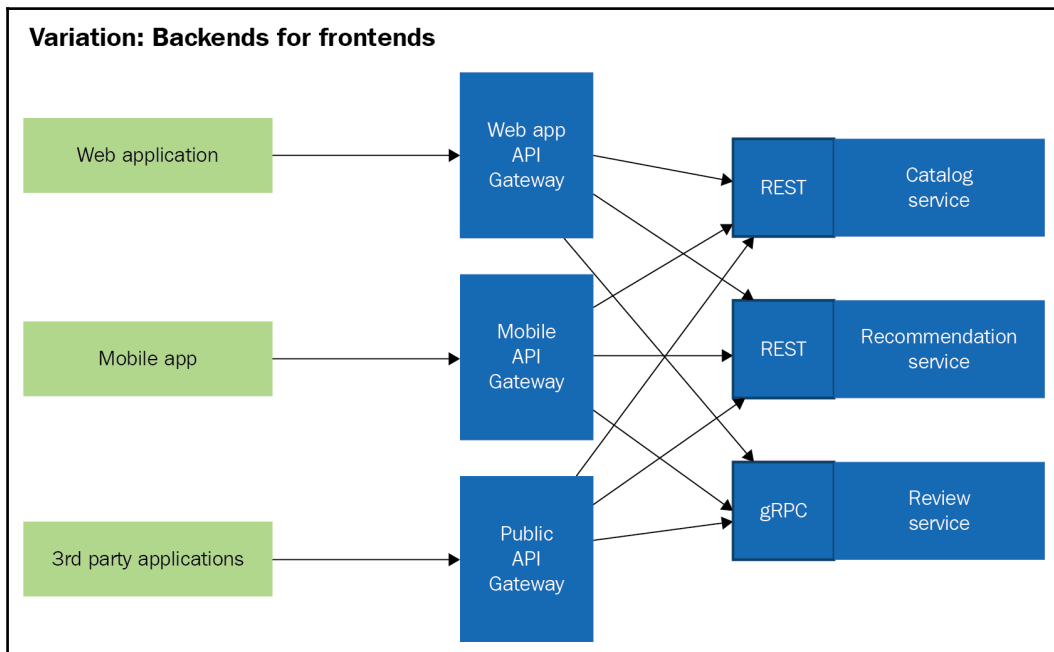 Variation: Backends for frontends
Web application
Web app
API
Gateway
REST
Catalog
service
Mobile app
Mobile
API
Gateway
REST
Recommendation
service
3rd party applications
Public
API
Gateway
gRPC
Review
service